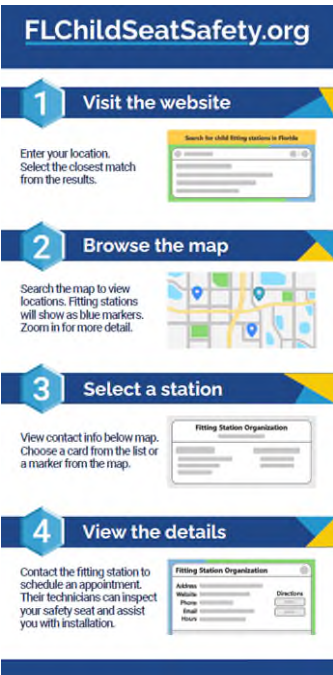 FLChildSeatSafety.org
1 Visit the website
Enter your location.
Select the closest match
from the results.
Search for child fitting stations in Florida
2 Browse the map
Search the map to view
locations. Fitting stations
will show as blue markers.
Zoom in for more detail.
3 Select a station
View contact info below map.
Choose a card from the list or
a marker from the map.
Fitting Station Organization
4 View the details
Contact the fitting station to
schedule an appointment.
Their technicians can inspect
your safety seat and assist
you with installation.
Fitting Station Organization
Address
Website
Phone
Email
Hours
Directions